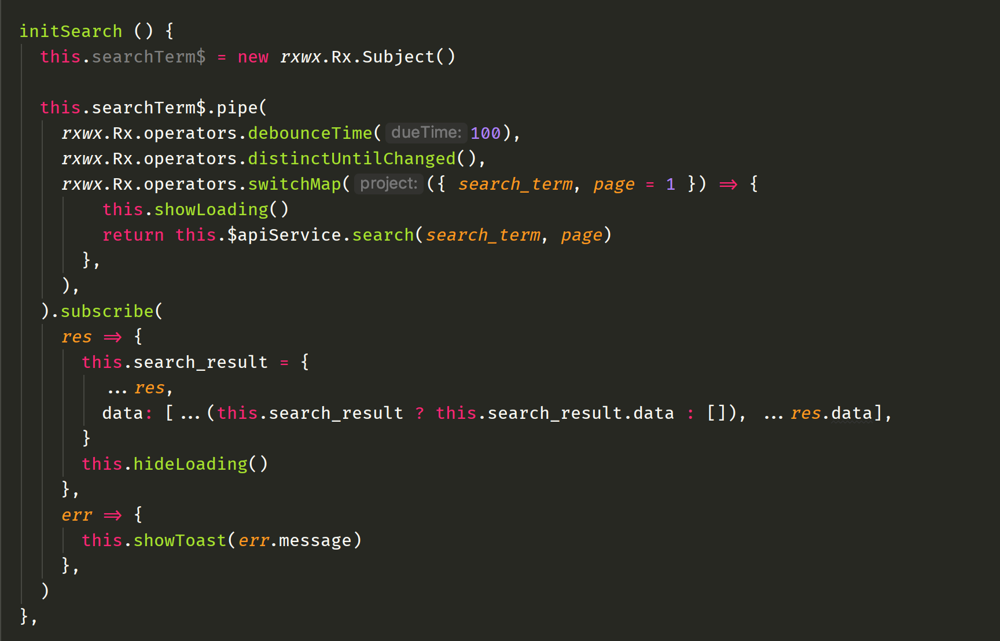 initSearch () {
this.searchTerm$ = new rxwx.Rx.Subject()
this.searchTerm$.pipe(
rxwx.Rx.operators.debounceTime( dueTime: 100),
rxwx.Rx.operators.distinctUntilChanged(),
rxwx.Rx.operators.switchMap( project: ({ search_term, page = 1 }) => {
this.showLoading()
return this.$apiService.search(search_term, page)
},
),
).subscribe(
res => {
this.search_result = {
...res,
data: [...(this.search_result ? this.search_result.data : []), ...res.data],
}
this.hideLoading()
},
err => {
this.showToast(err.message)
},
)
},